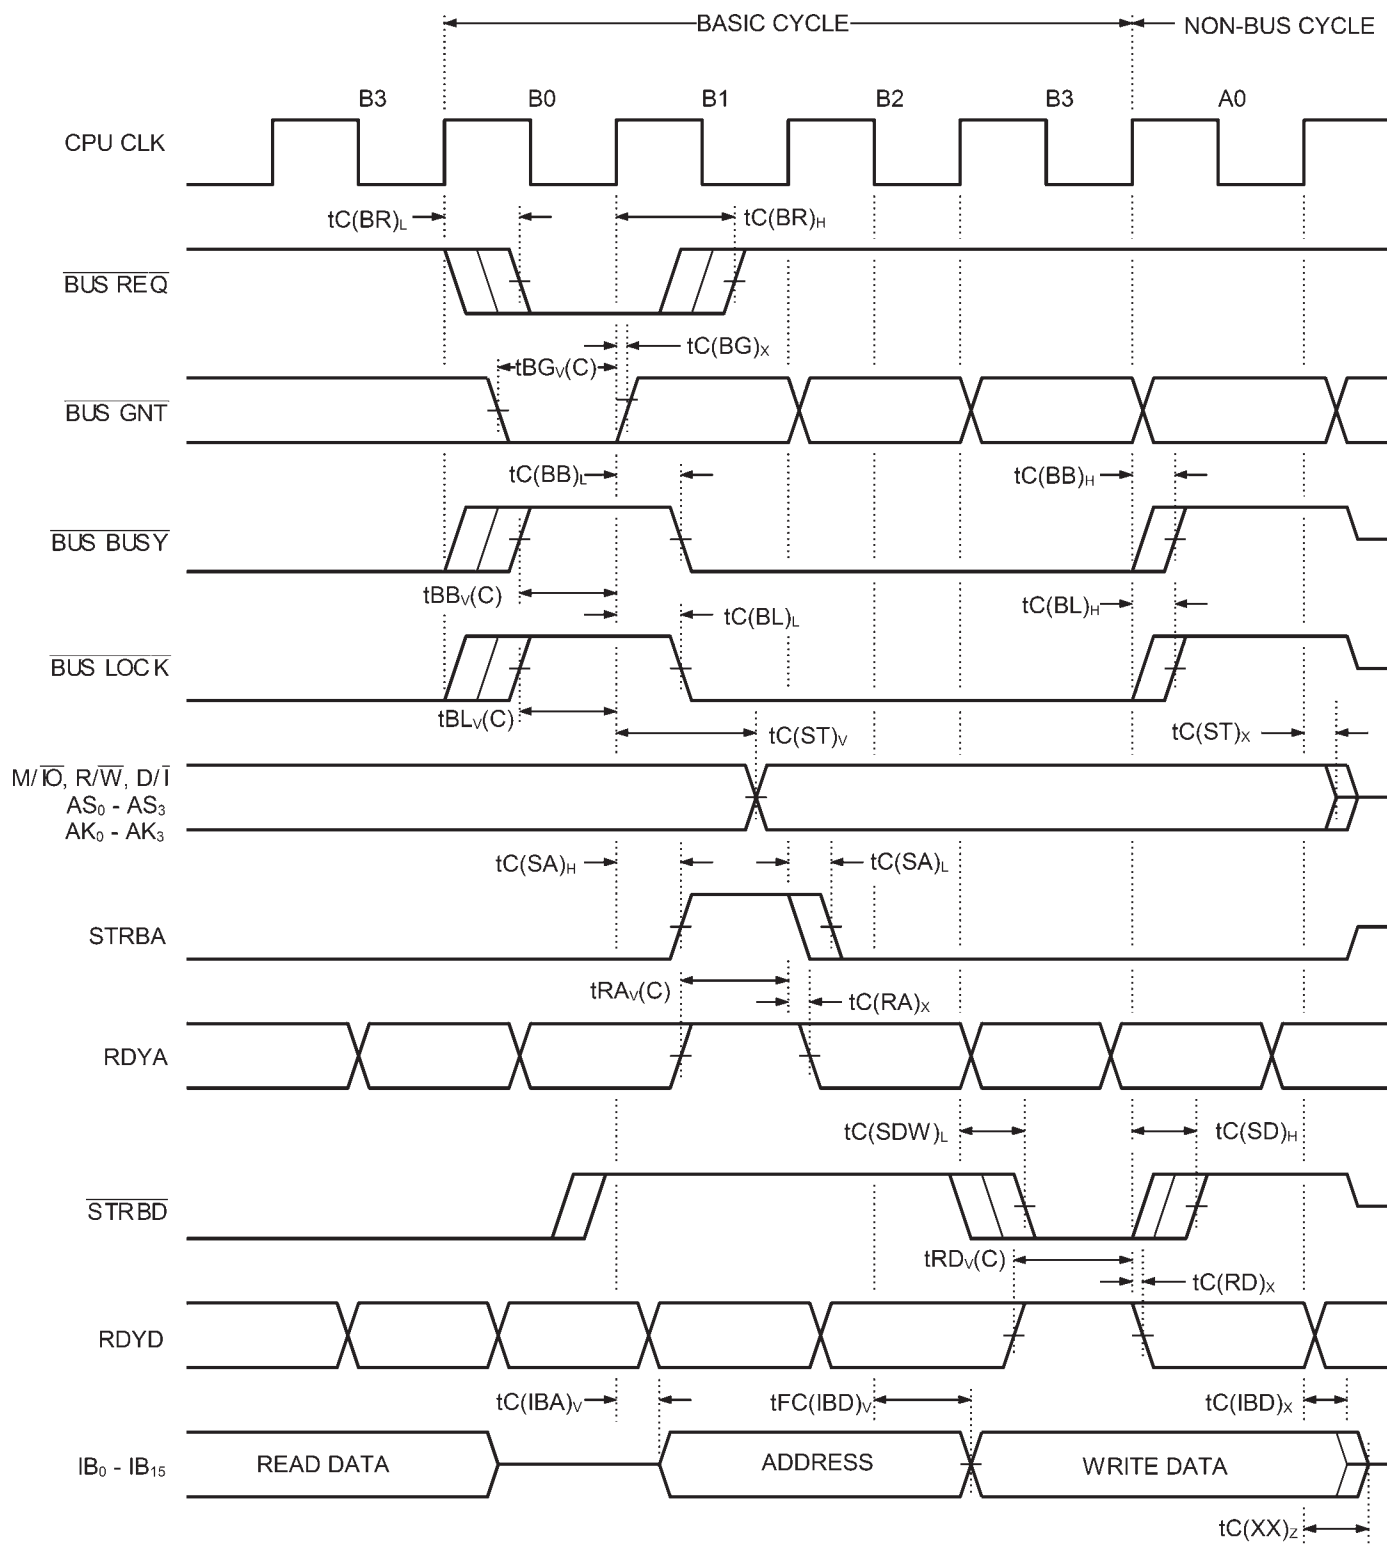 BASIC CYCLE NON-BUS CYCLE
B3 B0 B1 B2 B3 A0
CPU CLK
tC(BR)L tC(BR)H
BUS REQ
tC(BG)X
tBGV(C)
BUS GNT
tC(BB)L tC(BB)H
BUS BUSY
tBBV(C)
tC(BL)L tC(BL)H
BUS LOCK
tBLV(C)
tC(ST)V tC(ST)X
M/IO, R/W, D/I
AS0 - AS3
AK0 - AK3
tC(SA)H tC(SA)L
STRBA
tRAV(C) tC(RA)X
RDYA
tC(SDW)L tC(SD)H
STRBD
tRDV(C)
tC(RD)X
RDYD
tC(IBA)V tFC(IBD)V tC(IBD)X
IB0 - IB15 READ DATA ADDRESS WRITE DATA
tC(XX)Z